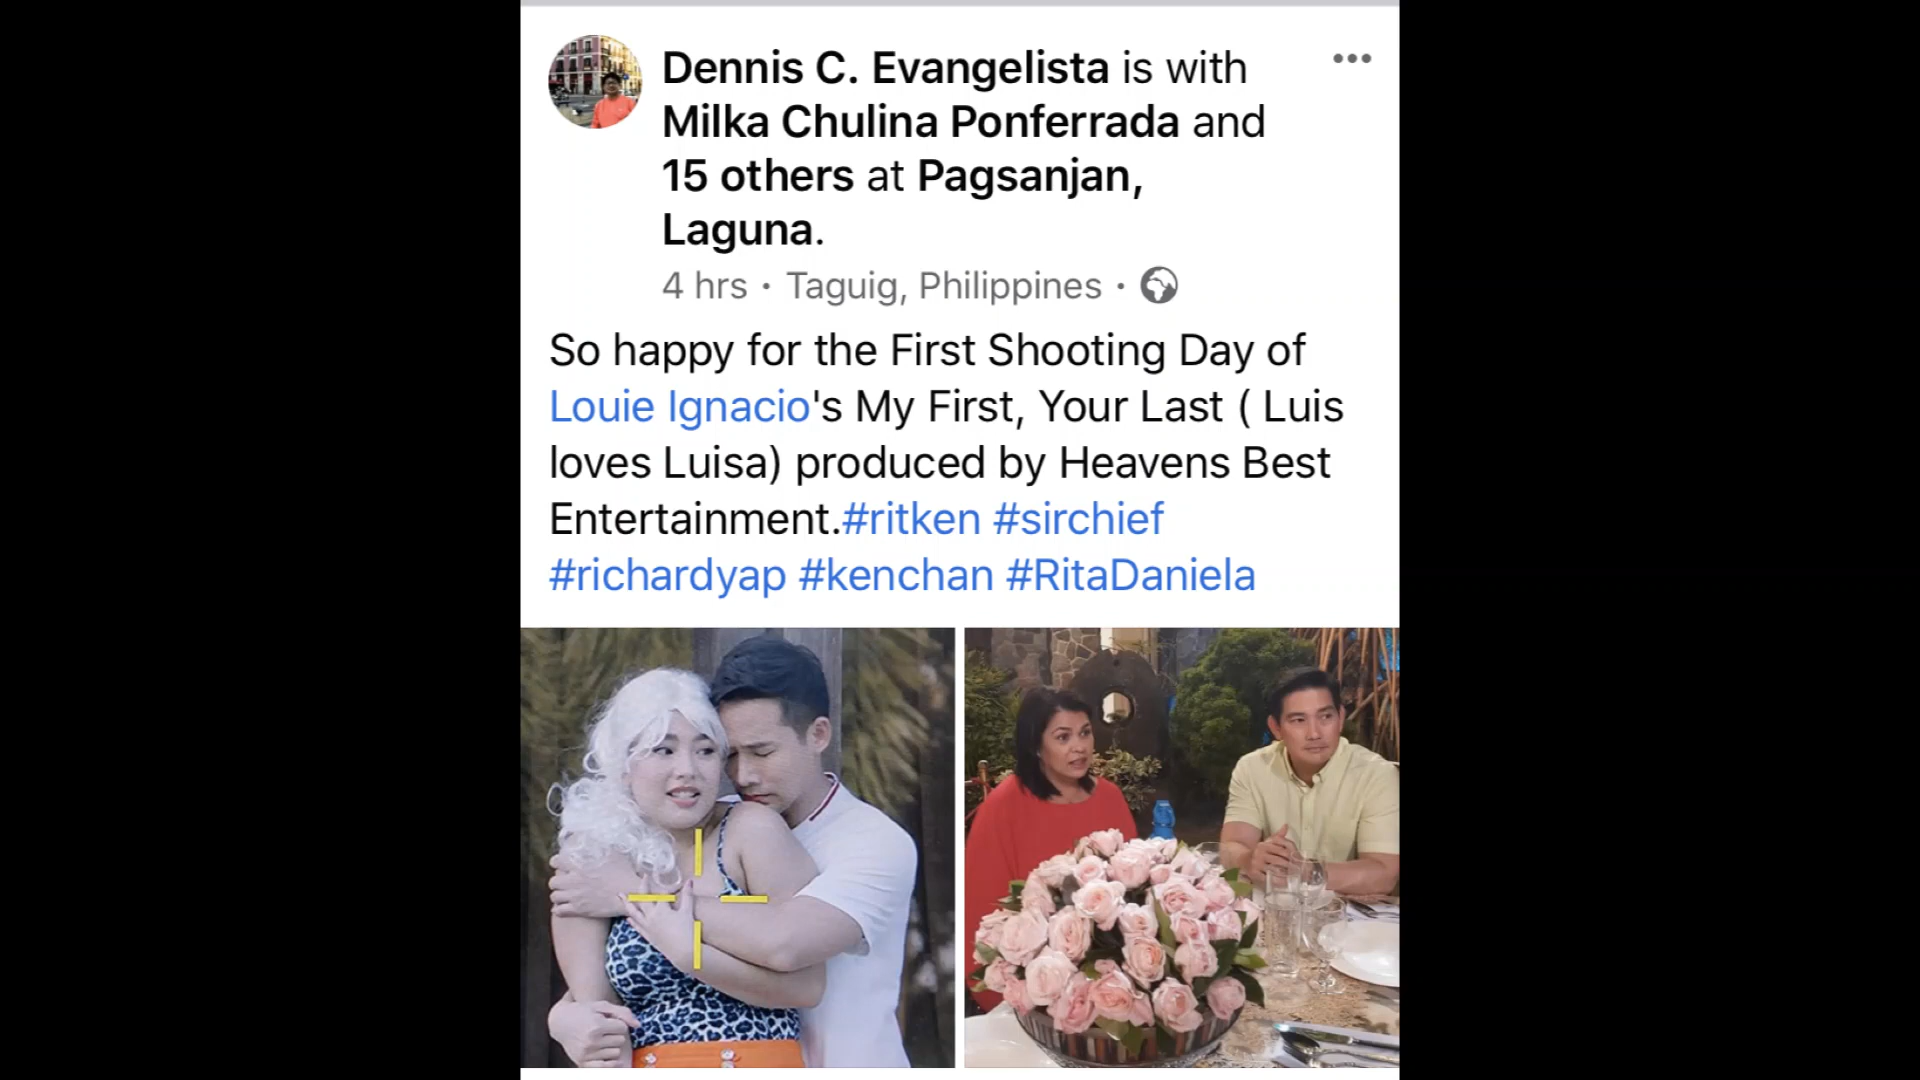 Dennis C. Evangelista is with
Milka Chulina Ponferrada and
15 others at Pagsanjan,
Laguna.
4 hrs · Taguig, Philippines ·
So happy for the First Shooting Day of
Louie Ignacio's My First, Your Last ( Luis
loves Luisa) produced by Heavens Best
Entertainment.#ritken #sirchief
#richardyap #kenchan #RitaDaniela